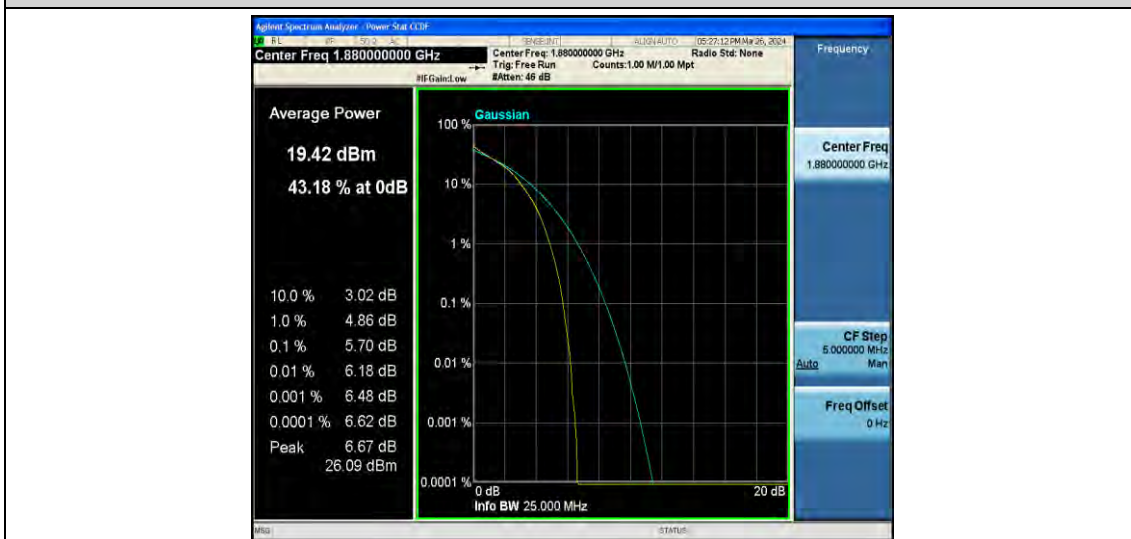 Agilent Spectrum Analyzer - Power Stat CCDF
RL RF 50 Ω AC SENSE:INT ALIGN AUTO 05:27:12 PM Mar 26, 2024
Center Freq 1.880000000 GHz
Center Freq: 1.880000000 GHz Radio Std: None
Trig: Free Run Counts:1.00 M/1.00 Mpt
#IFGain:Low #Atten: 46 dB
Frequency
Average Power
19.42 dBm
43.18 % at 0dB
10.0 % 3.02 dB
1.0 % 4.86 dB
0.1 % 5.70 dB
0.01 % 6.18 dB
0.001 % 6.48 dB
0.0001 % 6.62 dB
Peak 6.67 dB
26.09 dBm
Gaussian
100 %
10 %
1 %
0.1 %
0.01 %
0.001 %
0.0001 %
0 dB 20 dB
Info BW 25.000 MHz
Center Freq
1.880000000 GHz
CF Step
5.000000 MHz
Auto Man
Freq Offset
0 Hz
MSG STATUS